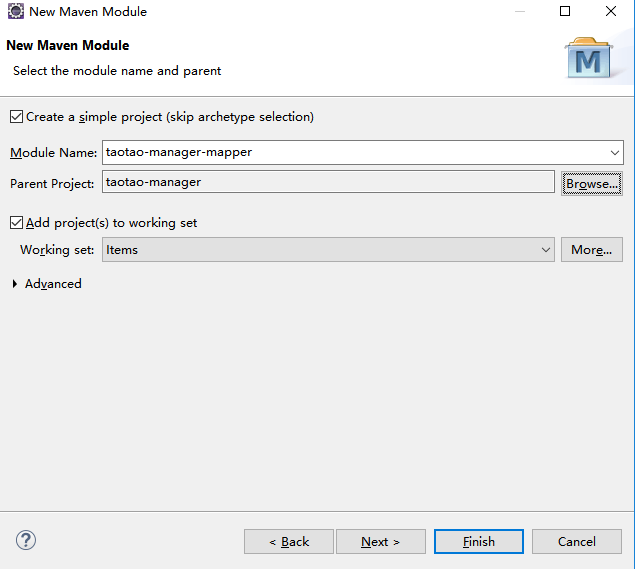 New Maven Module
New Maven Module
Select the module name and parent
M
Create a simple project (skip archetype selection)
Module Name: taotao-manager-mapper
Parent Project: taotao-manager Browse...
Add project(s) to working set
Working set: Items More...
Advanced
? < Back Next > Finish Cancel